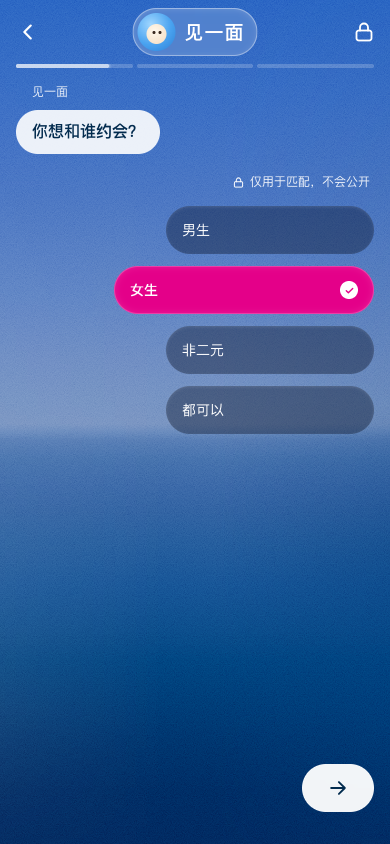 见一面
见一面
你想和谁约会？
仅用于匹配，不会公开
男生
女生
非二元
都可以